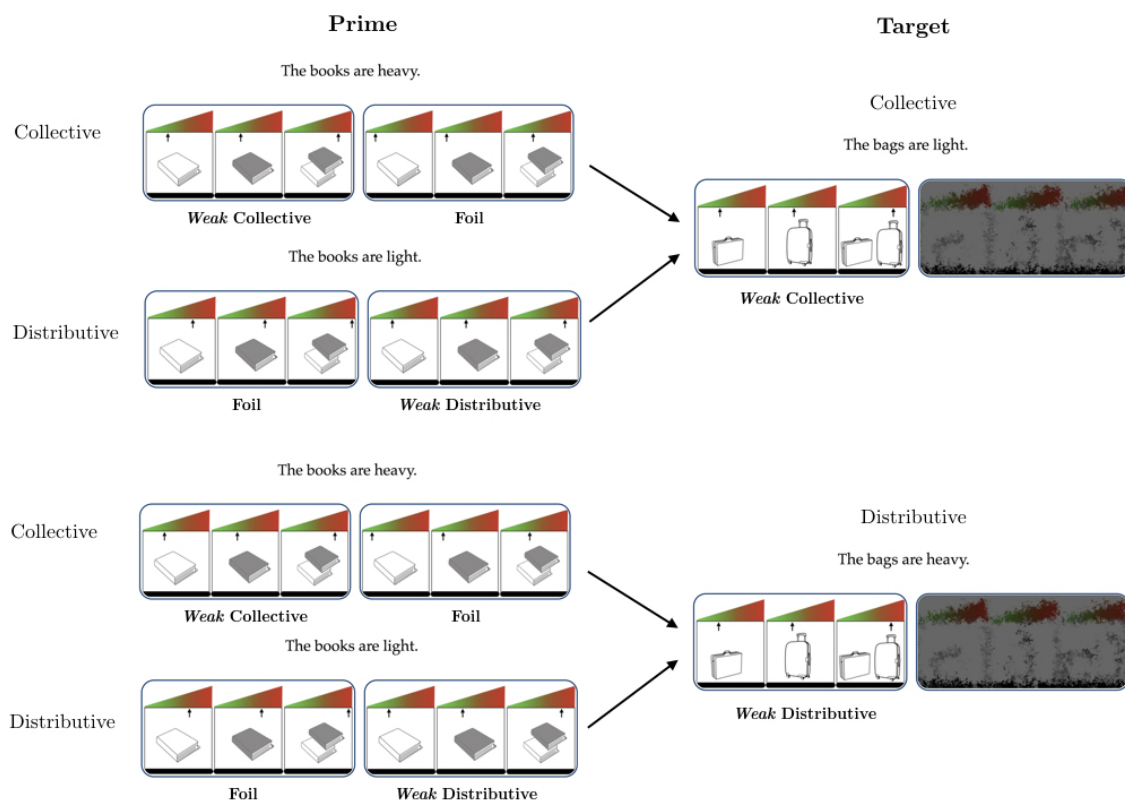 Prime
Target
The books are heavy.
Collective
Collective
The bags are light.
Weak Collective
Foil
The books are light.
Weak Collective
Distributive
Foil
Weak Distributive
The books are heavy.
Collective
Distributive
The bags are heavy.
Weak Collective
Foil
The books are light.
Weak Distributive
Distributive
Foil
Weak Distributive